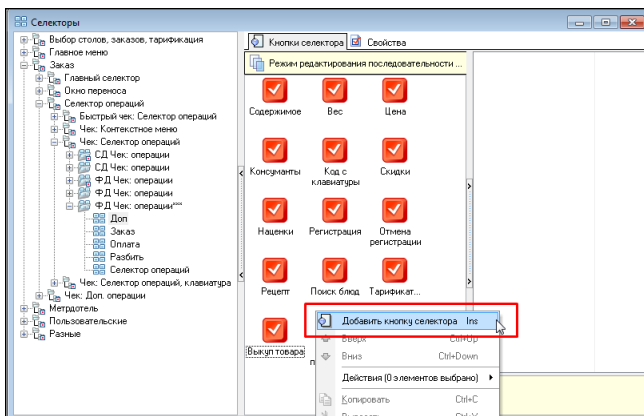 Селекторы
Выбор столов, заказов, тарификация
Главное меню
Заказ
Главный селектор
Окно переноса
Селектор операций
Быстрый чек: Селектор операций
Чек: Контекстное меню
Чек: Селектор операций
СД Чек: операции
СД Чек: операции
ФД Чек: операции
ФД Чек: операции
ФД Чек: операции***
Доп
Заказ
Оплата
Разбить
Селектор операций
Чек: Селектор операций, клавиатура
Чек: Доп. операции
Метрдотель
Пользовательские
Разные
Кнопки селектора Свойства
Режим редактирования последовательности ...
Содержимое Вес Цена
Консуманты Код с клавиатуры Скидки
Наценки Регистрация Отмена регистрации
Рецепт Поиск блюд Тарификат...
Выкуп товара
Добавить кнопку селектора Ins
Вверх Ctrl+Up
Вниз Ctrl+Down
Действия (0 элементов выбрано)
Копировать Ctrl+C